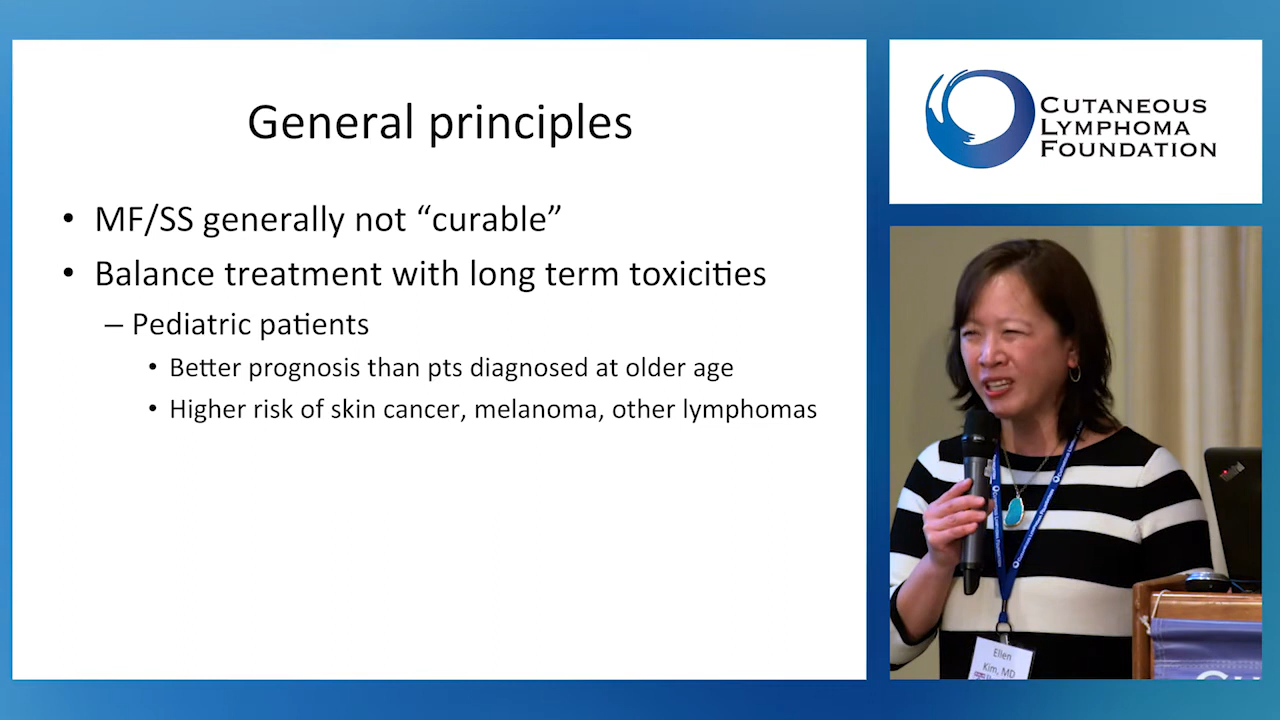 General principles
• MF/SS generally not “curable”
• Balance treatment with long term toxicities
– Pediatric patients
• Better prognosis than pts diagnosed at older age
• Higher risk of skin cancer, melanoma, other lymphomas
CUTANEOUS
LYMPHOMA
FOUNDATION
Ellen
Kim, MD